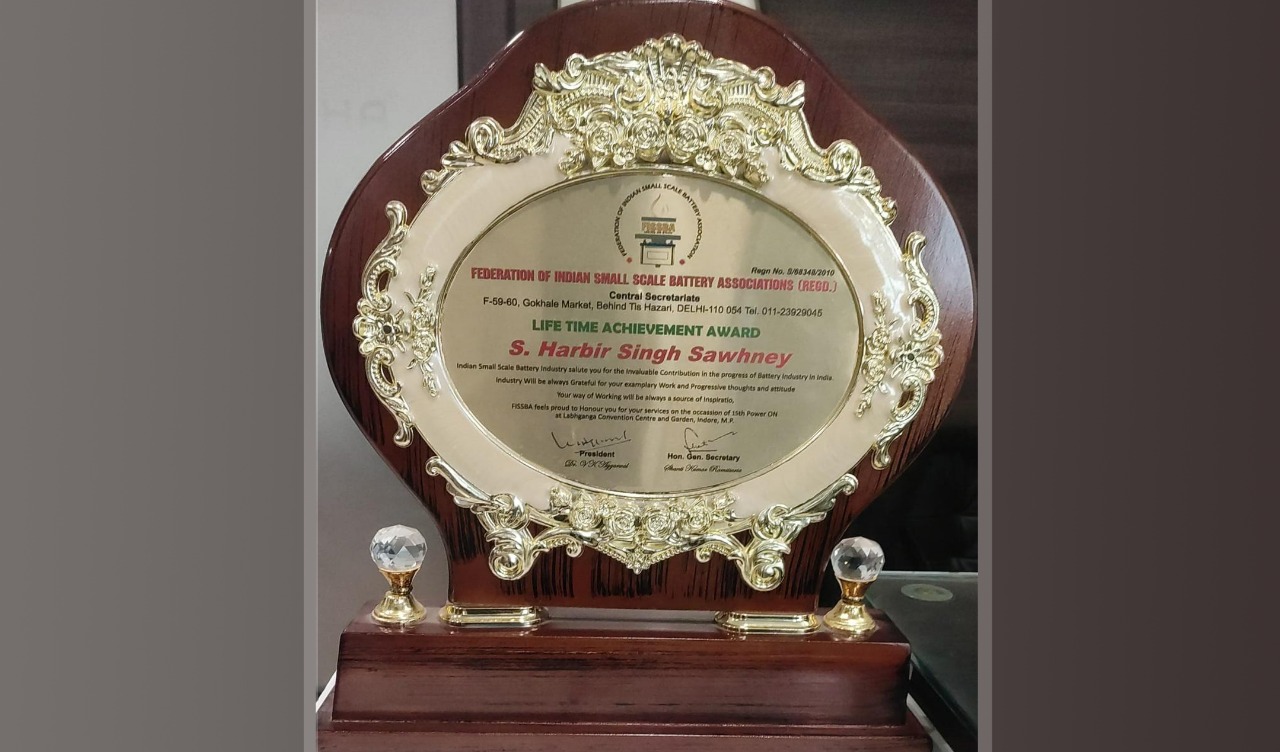 FEDERATION OF INDIAN SMALL SCALE BATTERY ASSOCIATION
FISSBA
Regn No. S/68348/2010
FEDERATION OF INDIAN SMALL SCALE BATTERY ASSOCIATIONS (REGD.)
Central Secretariate
F-59-60, Gokhale Market, Behind Tis Hazari, DELHI-110 054 Tel. 011-23929045
LIFE TIME ACHIEVEMENT AWARD
S. Harbir Singh Sawhney
Indian Small Scale Battery Industry salute you for the Invaluable Contribution in the progress of Battery Industry in India.
Industry Will be always Grateful for your examplary Work and Progressive thoughts and attitude
Your way of Working will be always a source of Inspiratio,
FISSBA feels proud to Honour you for your services on the occassion of 15th Power ON
at Labhganga Convention Centre and Garden, Indore, M.P.
President Hon. Gen. Secretary
Dr. V K Aggarwal Shanti Kumar